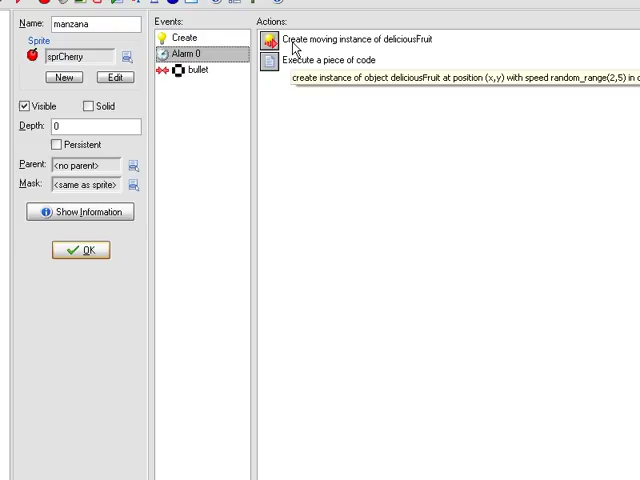 Name: manzana
Sprite
sprCherry
New Edit
Visible Solid
Depth: 0
Persistent
Parent: <no parent>
Mask: <same as sprite>
Show Information
OK
Events:
Create
Alarm 0
bullet
Actions:
Create moving instance of deliciousFruit
Execute a piece of code
create instance of object deliciousFruit at position (x,y) with speed random_range(2,5) in